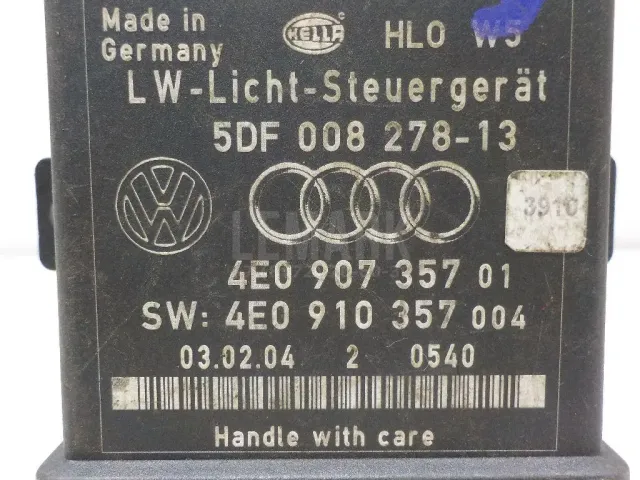 Made in
Germany
HELLA
HLO W5
LW-Licht-Steuergerät
5DF 008 278-13
3910
LEMARK
4E0 907 357 01
SW: 4E0 910 357 004
03.02.04 2 0540
Handle with care